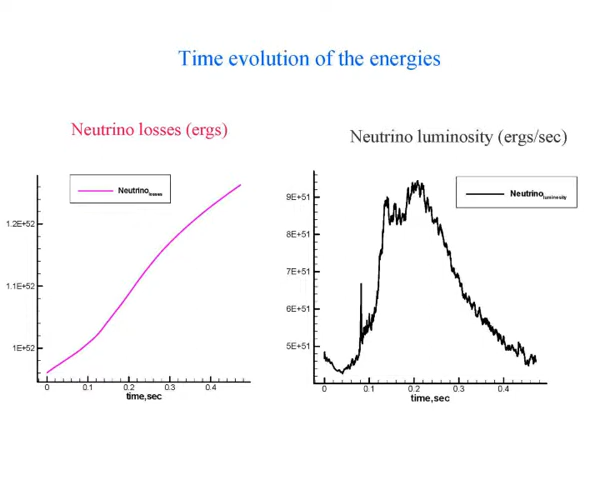 Time evolution of the energies
Neutrino losses (ergs)
Neutrino luminosity (ergs/sec)
Neutrino losses
1.2E+52
1.1E+52
1E+52
0 0.1 0.2 0.3 0.4
time,sec
Neutrino luminosity
9E+51
8E+51
7E+51
6E+51
5E+51
0 0.1 0.2 0.3 0.4
time,sec